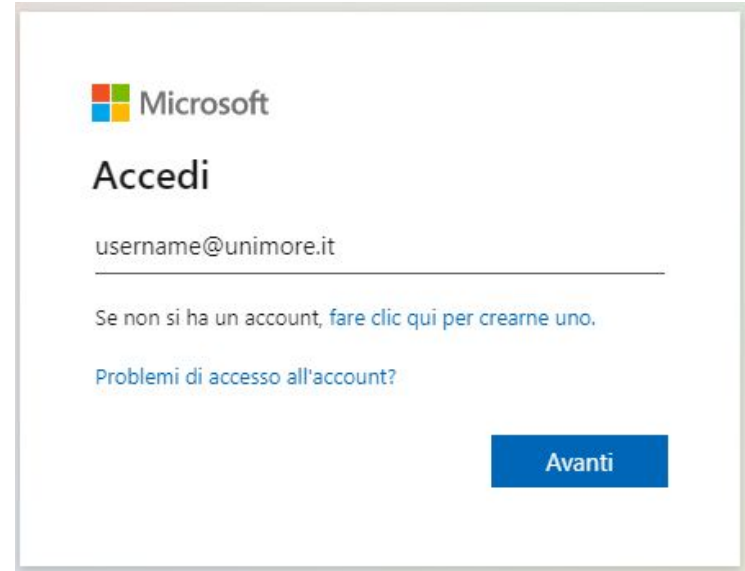 Microsoft
Accedi
username@unimore.it
Se non si ha un account, fare clic qui per crearne uno.
Problemi di accesso all'account?
Avanti